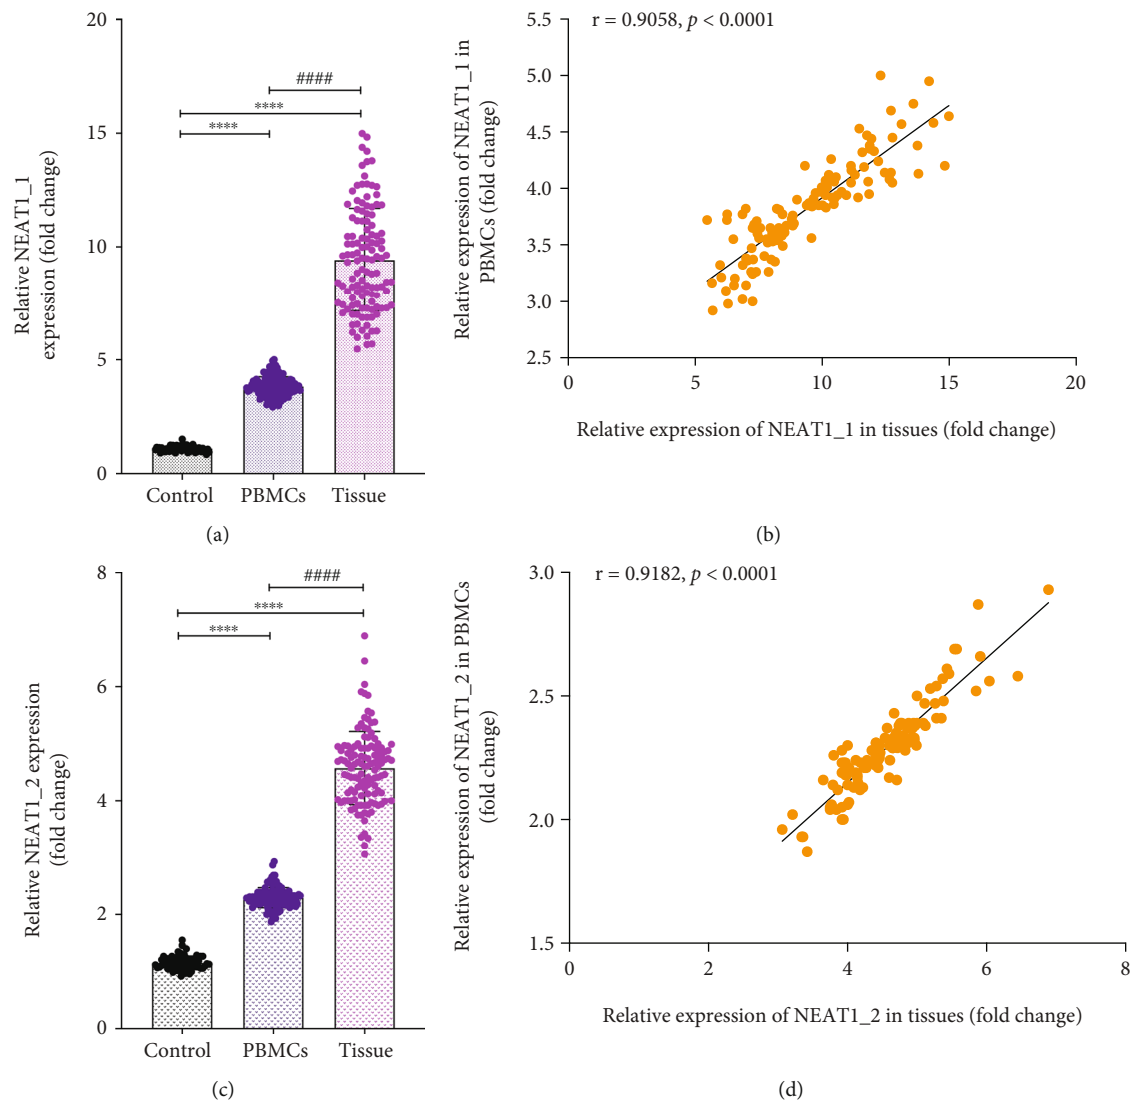 20
15
10
5
0
Relative NEAT1_1
expression (fold change)
####
****
****
Control PBMCs Tissue
(a)
r = 0.9058, p < 0.0001
5.5
5.0
4.5
4.0
3.5
3.0
2.5
Relative expression of NEAT1_1 in
PBMCs (fold change)
0 5 10 15 20
Relative expression of NEAT1_1 in tissues (fold change)
(b)
8
6
4
2
0
Relative NEAT1_2 expression
(fold change)
####
****
****
Control PBMCs Tissue
(c)
r = 0.9182, p < 0.0001
3.0
2.5
2.0
1.5
Relative expression of NEAT1_2 in PBMCs
(fold change)
0 2 4 6 8
Relative expression of NEAT1_2 in tissues (fold change)
(d)